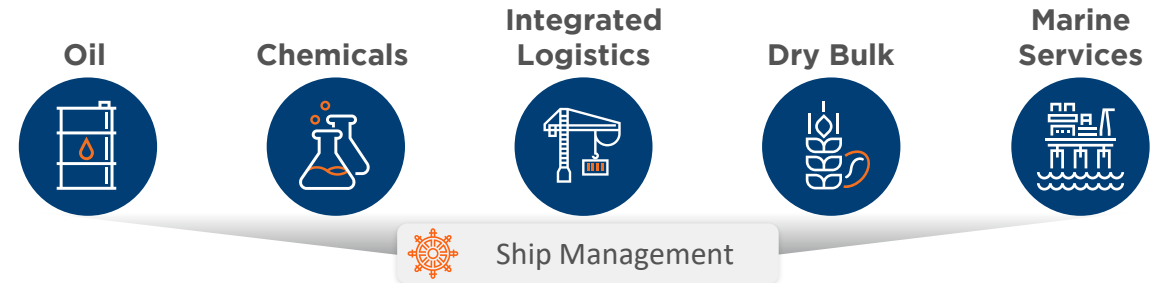 Oil
Chemicals
Integrated
Logistics
Dry Bulk
Marine
Services
Ship Management